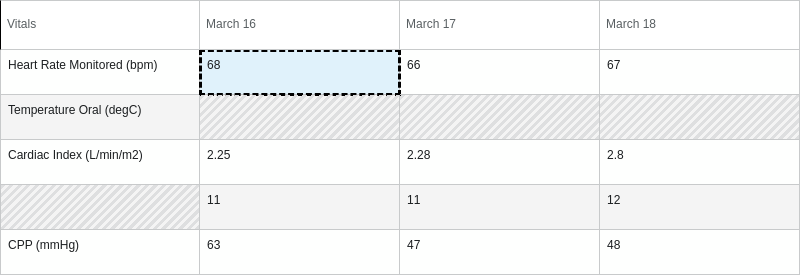 Vitals March 16 March 17 March 18
Heart Rate Monitored (bpm) 68 66 67
Temperature Oral (degC)
Cardiac Index (L/min/m2) 2.25 2.28 2.8
11 11 12
CPP (mmHg) 63 47 48